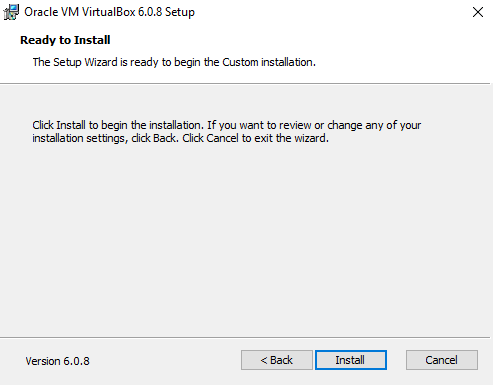 Oracle VM VirtualBox 6.0.8 Setup
Ready to Install
The Setup Wizard is ready to begin the Custom installation.
Click Install to begin the installation. If you want to review or change any of your
installation settings, click Back. Click Cancel to exit the wizard.
Version 6.0.8
< Back
Install
Cancel